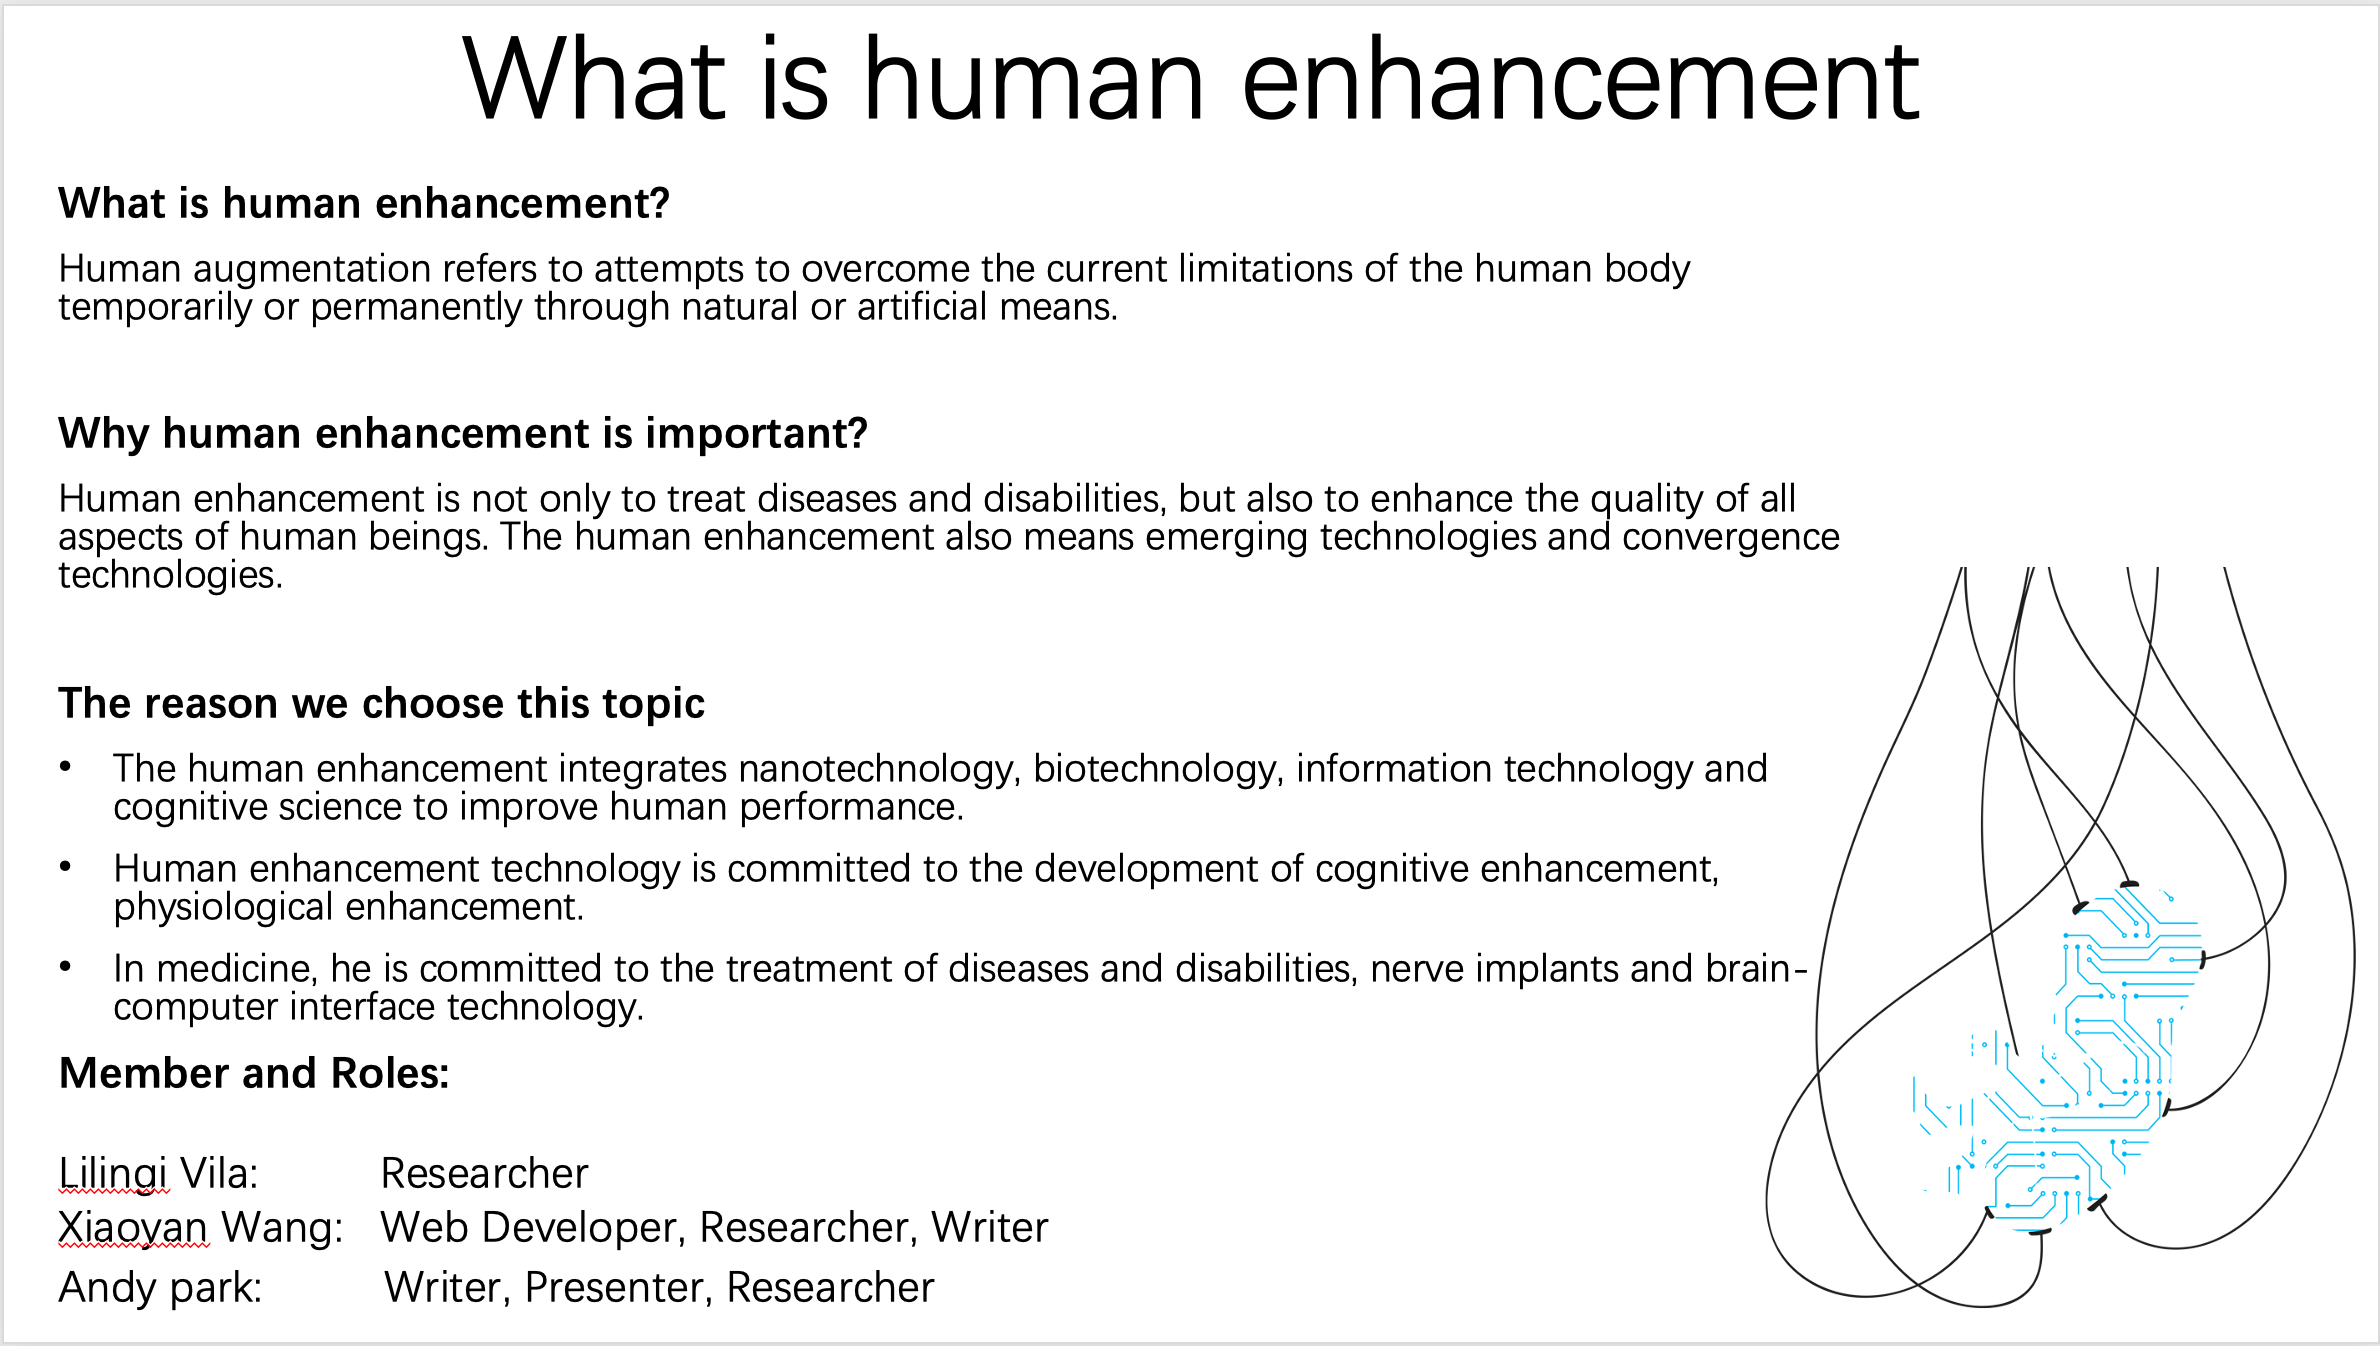 What is human enhancement
What is human enhancement?
Human augmentation refers to attempts to overcome the current limitations of the human body
temporarily or permanently through natural or artificial means.
Why human enhancement is important?
Human enhancement is not only to treat diseases and disabilities, but also to enhance the quality of all
aspects of human beings. The human enhancement also means emerging technologies and convergence
technologies.
The reason we choose this topic
• The human enhancement integrates nanotechnology, biotechnology, information technology and
cognitive science to improve human performance.
• Human enhancement technology is committed to the development of cognitive enhancement,
physiological enhancement.
• In medicine, he is committed to the treatment of diseases and disabilities, nerve implants and brain-
computer interface technology.
Member and Roles:
Lilingi Vila: Researcher
Xiaoyan Wang: Web Developer, Researcher, Writer
Andy park: Writer, Presenter, Researcher